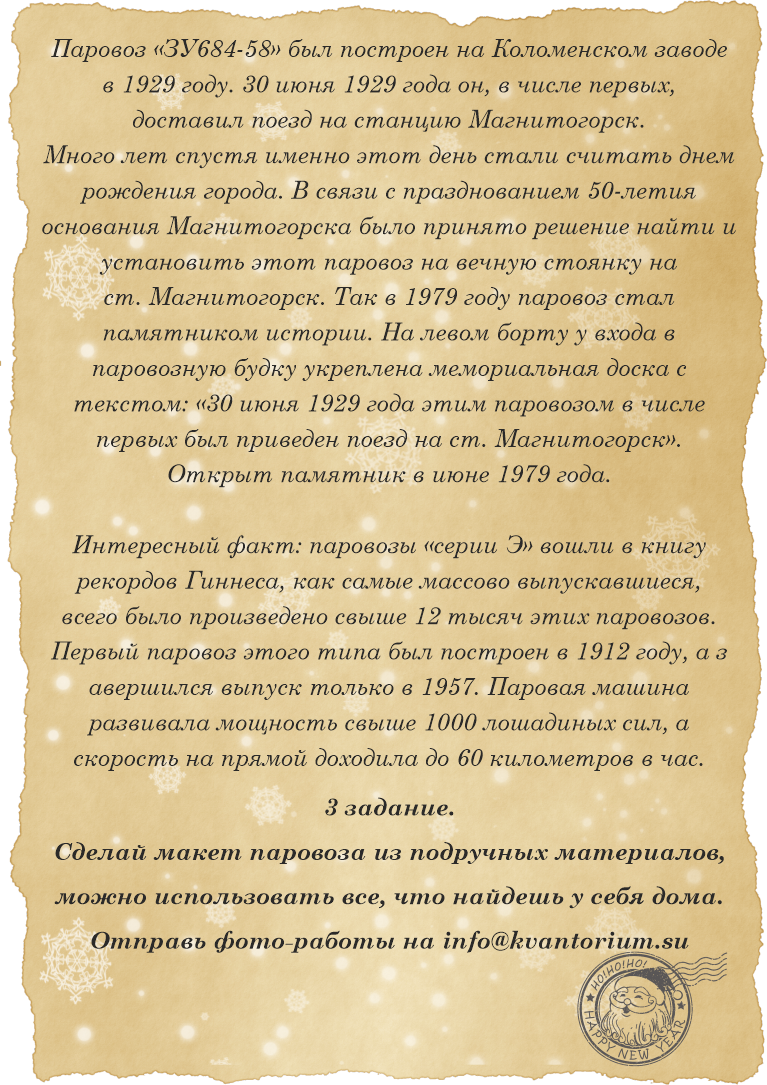 Паровоз «ЗУ684-58» был построен на Коломенском заводе
в 1929 году. 30 июня 1929 года он, в числе первых,
доставил поезд на станцию Магнитогорск.
Много лет спустя именно этот день стали считать днем
рождения города. В связи с празднованием 50-летия
основания Магнитогорска было принято решение найти и
установить этот паровоз на вечную стоянку на
ст. Магнитогорск. Так в 1979 году паровоз стал
памятником истории. На левом борту у входа в
паровозную будку укреплена мемориальная доска с
текстом: «30 июня 1929 года этим паровозом в числе
первых был приведен поезд на ст. Магнитогорск».
Открыт памятник в июне 1979 года.
Интересный факт: паровозы «серии Э» вошли в книгу
рекордов Гиннеса, как самые массово выпускавшиеся,
всего было произведено свыше 12 тысяч этих паровозов.
Первый паровоз этого типа был построен в 1912 году, а з
авершился выпуск только в 1957. Паровая машина
развивала мощность свыше 1000 лошадиных сил, а
скорость на прямой доходила до 60 километров в час.
3 задание.
Сделай макет паровоза из подручных материалов,
можно использовать все, что найдешь у себя дома.
Отправь фото-работы на info@kvantorium.su
HO!HO!HO!
HAPPY NEW YEAR